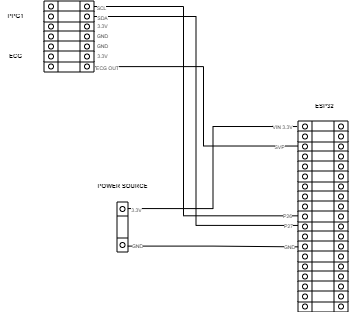 SCL
PPG1
SDA
3.3V
GND
GND
ECG
3.3V
ECG OUT
ESP32
VIN 3.3V
SVP
POWER SOURCE
3.3V
P26
P27
GND
GND